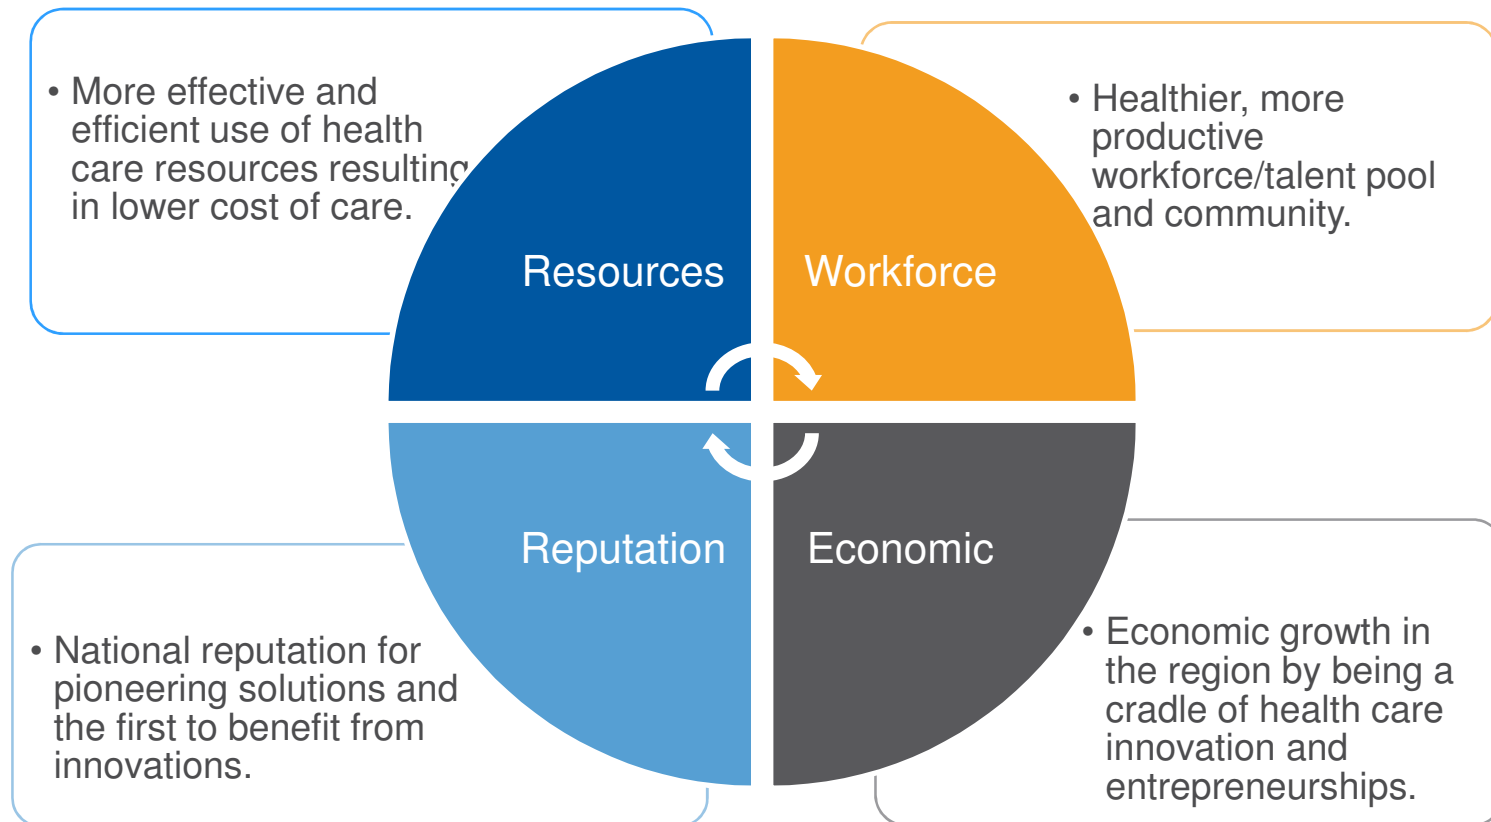 • More effective and
efficient use of health
care resources resulting
in lower cost of care.
Resources
Workforce
• Healthier, more
productive
workforce/talent pool
and community.
Reputation
Economic
• National reputation for
pioneering solutions and
the first to benefit from
innovations.
• Economic growth in
the region by being a
cradle of health care
innovation and
entrepreneurships.